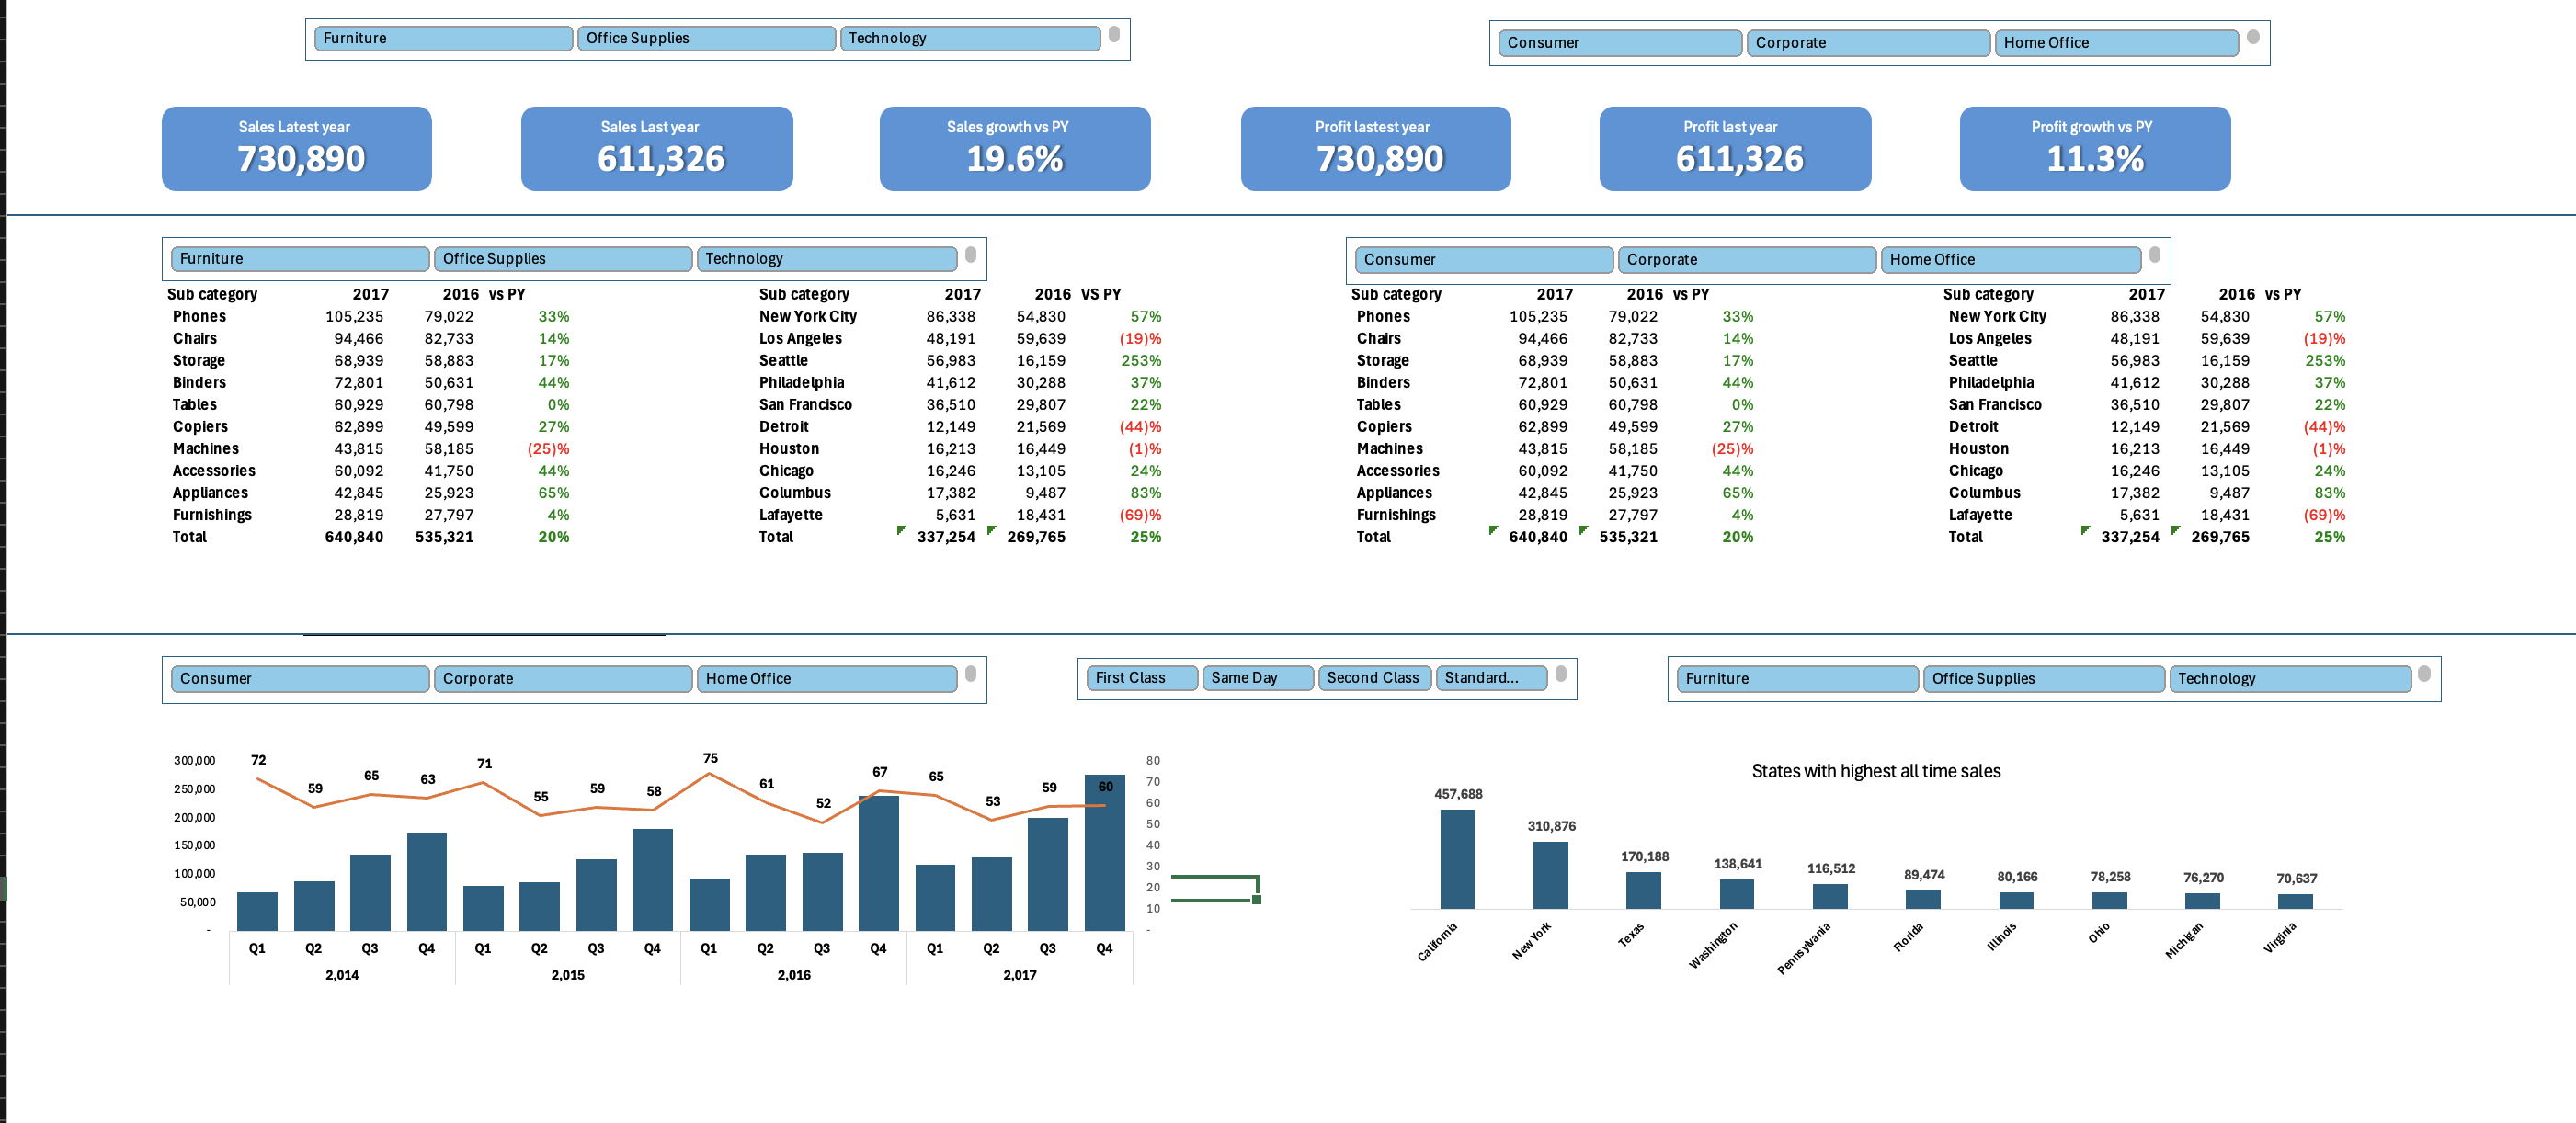 Furniture Office Supplies Technology
Consumer Corporate Home Office
Sales Latest year
730,890
Sales Last year
611,326
Sales growth vs PY
19.6%
Profit lastest year
730,890
Profit last year
611,326
Profit growth vs PY
11.3%
Furniture Office Supplies Technology
Sub category 2017 2016 vs PY
Phones 105,235 79,022 33%
Chairs 94,466 82,733 14%
Storage 68,939 58,883 17%
Binders 72,801 50,631 44%
Tables 60,929 60,798 0%
Copiers 62,899 49,599 27%
Machines 43,815 58,185 (25)%
Accessories 60,092 41,750 44%
Appliances 42,845 25,923 65%
Furnishings 28,819 27,797 4%
Total 640,840 535,321 20%
Sub category 2017 2016 VS PY
New York City 86,338 54,830 57%
Los Angeles 48,191 59,639 (19)%
Seattle 56,983 16,159 253%
Philadelphia 41,612 30,288 37%
San Francisco 36,510 29,807 22%
Detroit 12,149 21,569 (44)%
Houston 16,213 16,449 (1)%
Chicago 16,246 13,105 24%
Columbus 17,382 9,487 83%
Lafayette 5,631 18,431 (69)%
Total 337,254 269,765 25%
Consumer Corporate Home Office
Sub category 2017 2016 vs PY
Phones 105,235 79,022 33%
Chairs 94,466 82,733 14%
Storage 68,939 58,883 17%
Binders 72,801 50,631 44%
Tables 60,929 60,798 0%
Copiers 62,899 49,599 27%
Machines 43,815 58,185 (25)%
Accessories 60,092 41,750 44%
Appliances 42,845 25,923 65%
Furnishings 28,819 27,797 4%
Total 640,840 535,321 20%
Sub category 2017 2016 vs PY
New York City 86,338 54,830 57%
Los Angeles 48,191 59,639 (19)%
Seattle 56,983 16,159 253%
Philadelphia 41,612 30,288 37%
San Francisco 36,510 29,807 22%
Detroit 12,149 21,569 (44)%
Houston 16,213 16,449 (1)%
Chicago 16,246 13,105 24%
Columbus 17,382 9,487 83%
Lafayette 5,631 18,431 (69)%
Total 337,254 269,765 25%
Consumer Corporate Home Office
First Class Same Day Second Class Standard...
Furniture Office Supplies Technology
300,000
250,000
200,000
150,000
100,000
50,000
-
72 59 65 63 71 55 59 58 75 61 52 67 65 53 59 60
80
70
60
50
40
30
20
10
-
Q1 Q2 Q3 Q4 Q1 Q2 Q3 Q4 Q1 Q2 Q3 Q4 Q1 Q2 Q3 Q4
2,014 2,015 2,016 2,017
States with highest all time sales
457,688 310,876 170,188 138,641 116,512 89,474 80,166 78,258 76,270 70,637
California New York Texas Washington Pennsylvania Florida Illinois Ohio Michigan Virginia